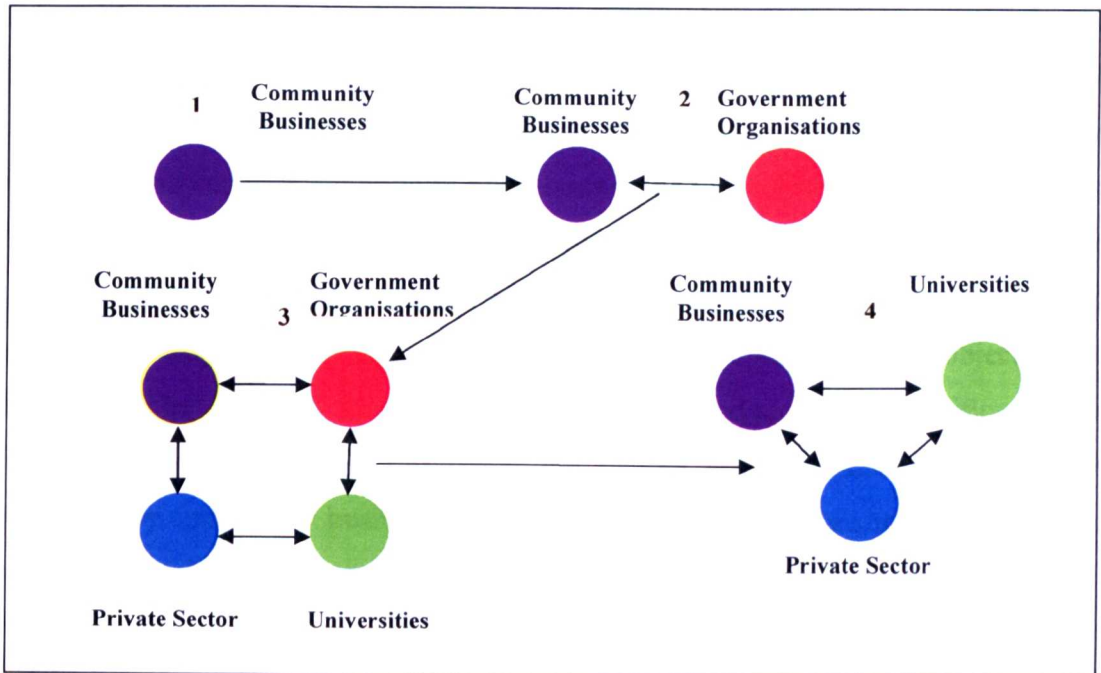 1
Community
Businesses
Community
Businesses
2
Government
Organisations
Community
Businesses
3
Government
Organisations
Community
Businesses
4
Universities
Private Sector
Universities
Private Sector